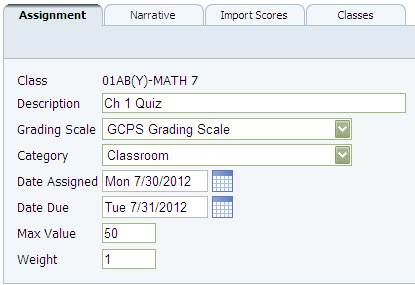 Assignment Narrative Import Scores Classes
Class 01AB(Y)-MATH 7
Description Ch 1 Quiz
Grading Scale GCPS Grading Scale
Category Classroom
Date Assigned Mon 7/30/2012
Date Due Tue 7/31/2012
Max Value 50
Weight 1